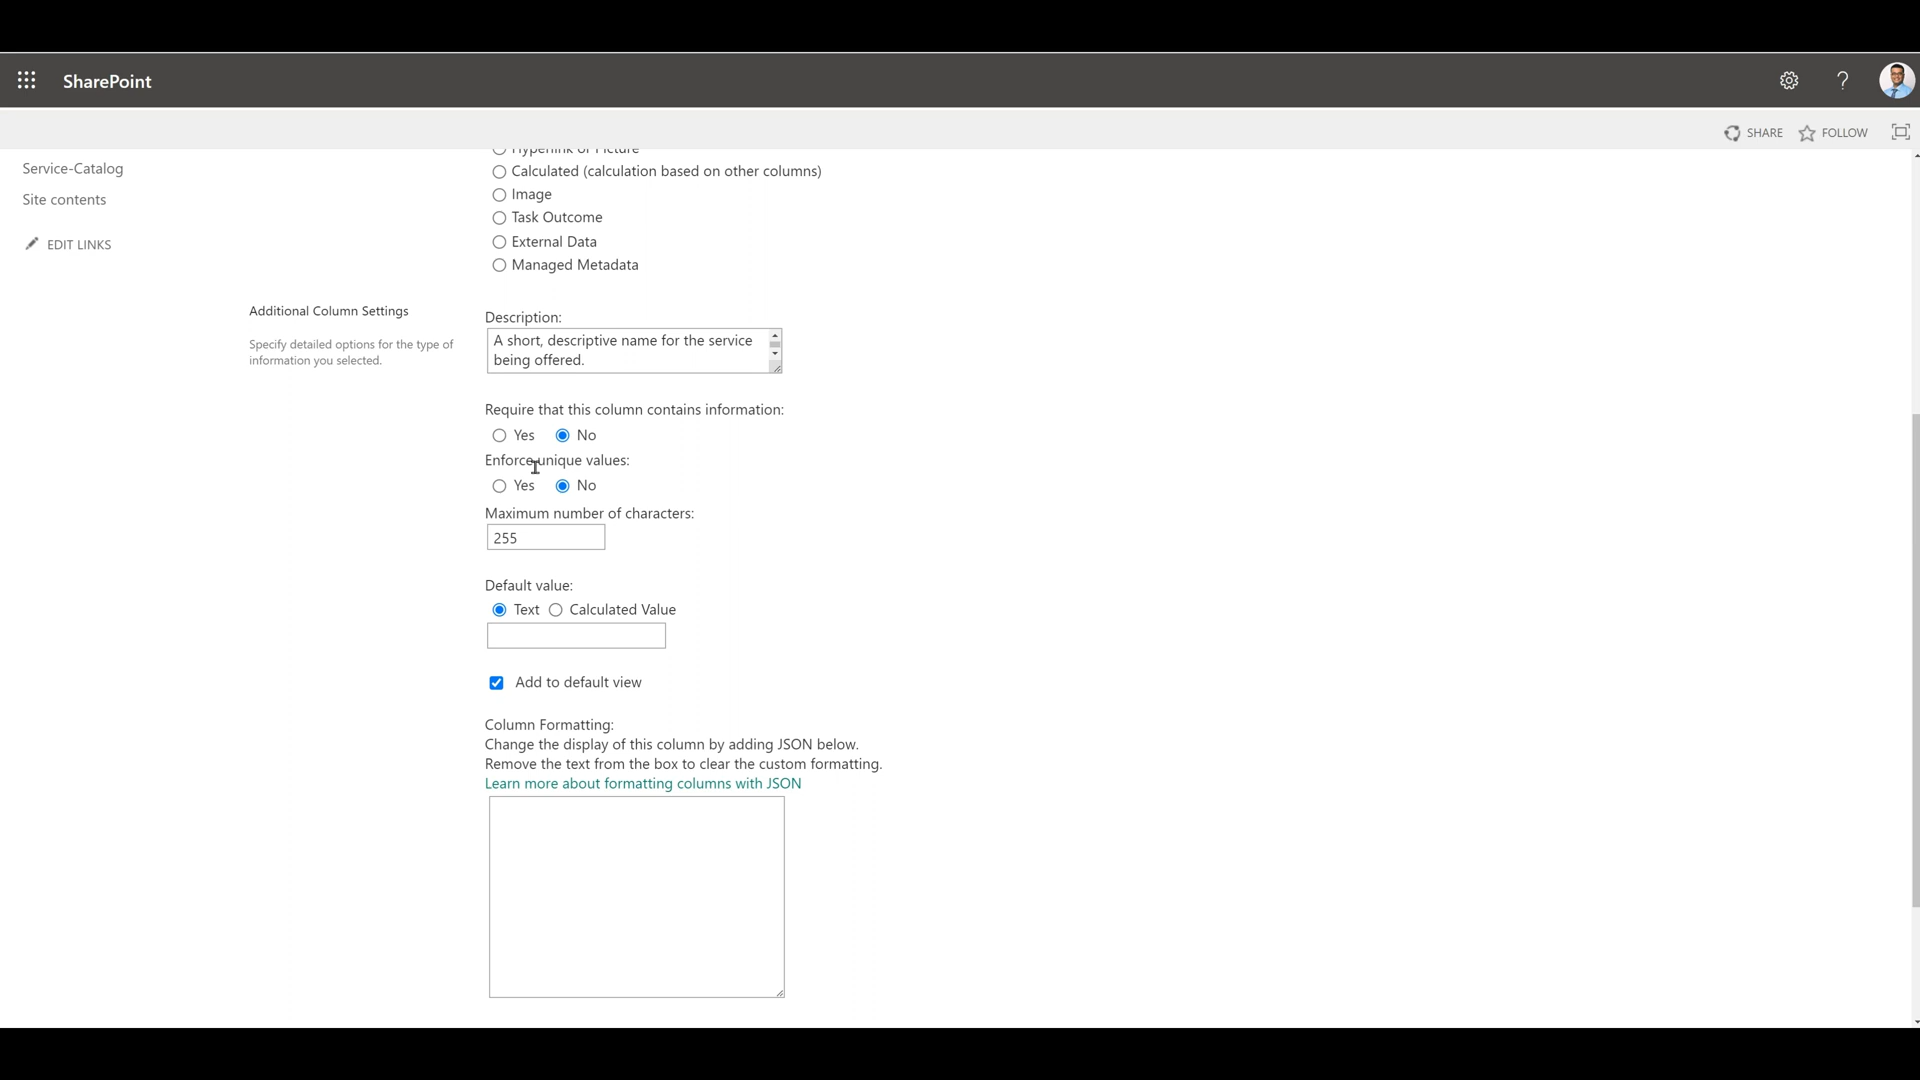 SharePoint
SHARE
FOLLOW
Service-Catalog
Site contents
EDIT LINKS
Hyperlink or Picture
Calculated (calculation based on other columns)
Image
Task Outcome
External Data
Managed Metadata
Additional Column Settings
Specify detailed options for the type of
information you selected.
Description:
A short, descriptive name for the service
being offered.
Require that this column contains information:
Yes No
Enforce unique values:
Yes No
Maximum number of characters:
255
Default value:
Text Calculated Value
Add to default view
Column Formatting:
Change the display of this column by adding JSON below.
Remove the text from the box to clear the custom formatting.
Learn more about formatting columns with JSON